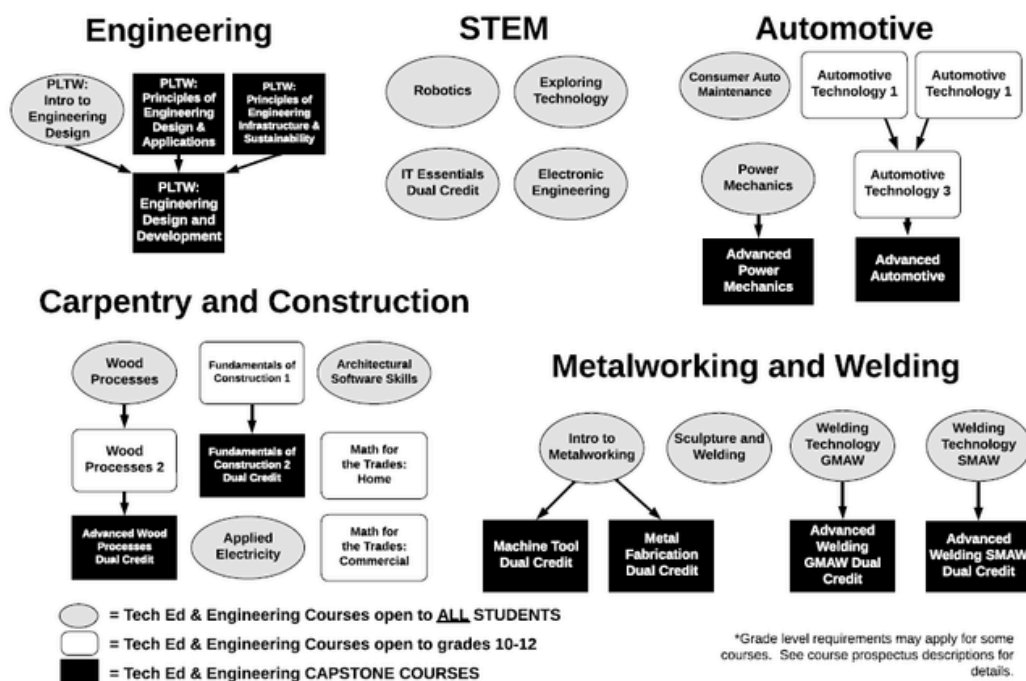 Engineering
STEM
Automotive
PLTW:
Intro to
Engineering
Design
PLTW:
Principles of
Engineering
Design &
Applications
PLTW: Principles
of Engineering
Infrastructure &
Sustainability
PLTW:
Engineering
Design and
Development
Robotics
Exploring
Technology
IT Essentials
Dual Credit
Electronic
Engineering
Consumer Auto
Maintenance
Automotive
Technology 1
Automotive
Technology 1
Power
Mechanics
Automotive
Technology 3
Advanced
Power
Mechanics
Advanced
Automotive
Carpentry and Construction
Wood
Processes
Fundamentals of
Construction 1
Architectural
Software Skills
Wood
Processes 2
Fundamentals of
Construction 2
Dual Credit
Math for
the Trades:
Home
Advanced Wood
Processes
Dual Credit
Applied
Electricity
Math for
the Trades:
Commercial
Metalworking and Welding
Intro to
Metalworking
Sculpture and
Welding
Welding
Technology
GMAW
Welding
Technology
SMAW
Machine Tool
Dual Credit
Metal
Fabrication
Dual Credit
Advanced
Welding
GMAW Dual
Credit
Advanced
Welding SMAW
Dual Credit
= Tech Ed & Engineering Courses open to ALL STUDENTS
= Tech Ed & Engineering Courses open to grades 10-12
= Tech Ed & Engineering CAPSTONE COURSES
*Grade level requirements may apply for some
courses. See course prospectus descriptions for
details.